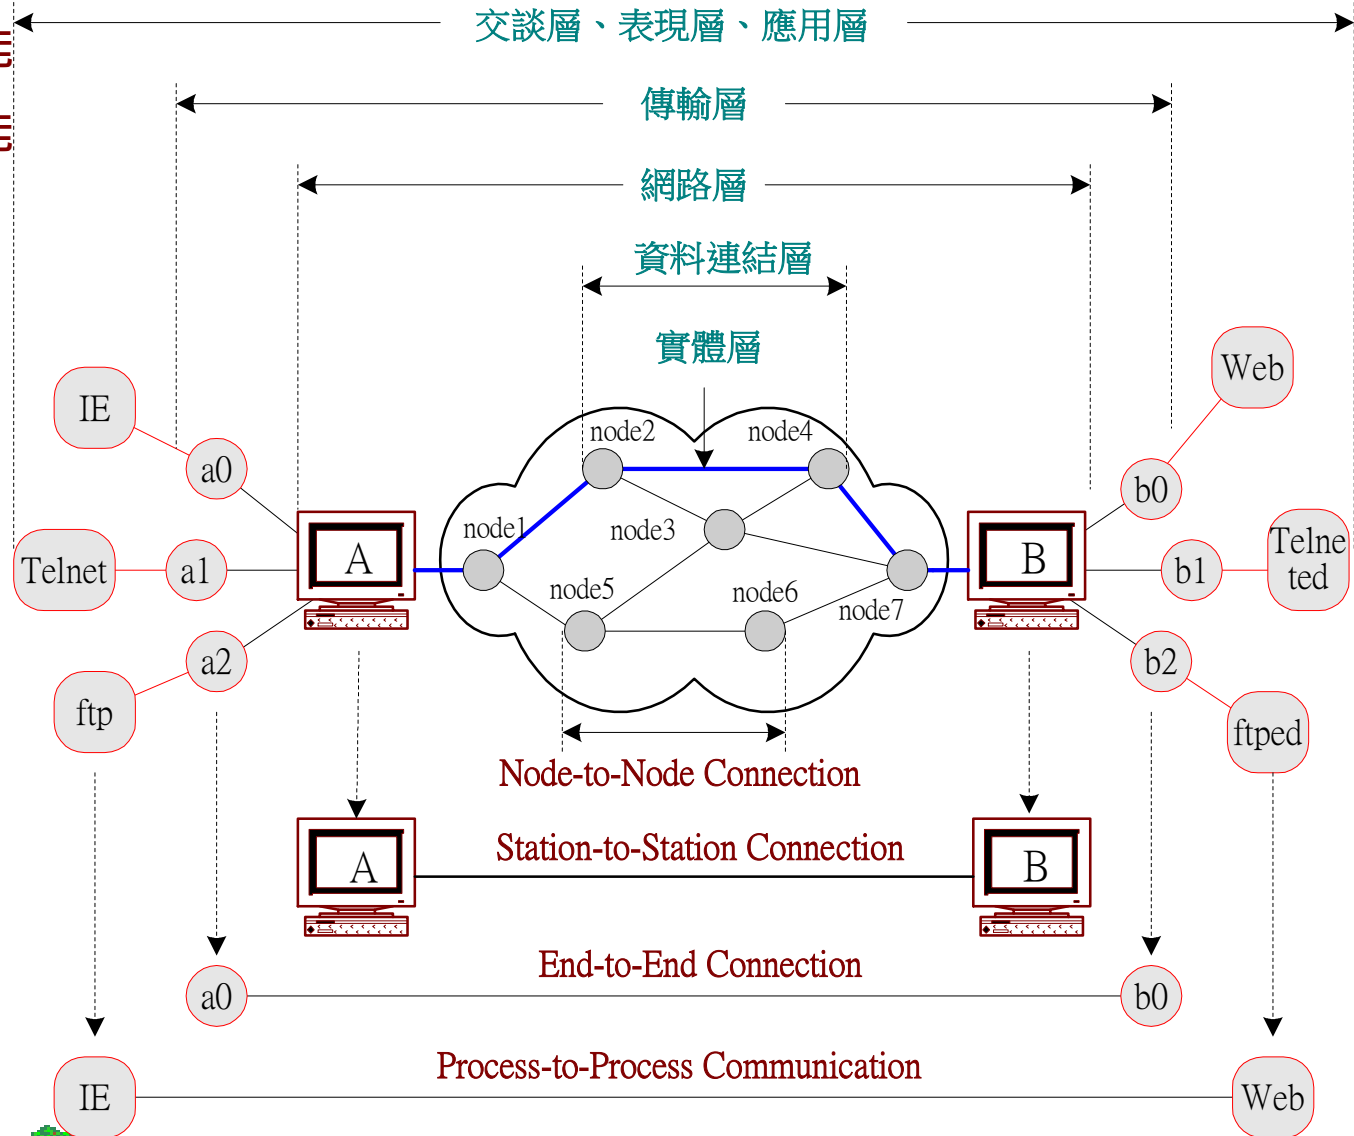 交談層、表現層、應用層
傳輸層
網路層
資料連結層
實體層
IE
Web
node2
node4
a0
b0
node1
node3
Telnet
a1
A
B
b1
Telne
ted
node5
node6
node7
a2
b2
ftp
ftped
Node-to-Node Connection
Station-to-Station Connection
A
B
End-to-End Connection
a0
b0
Process-to-Process Communication
IE
Web